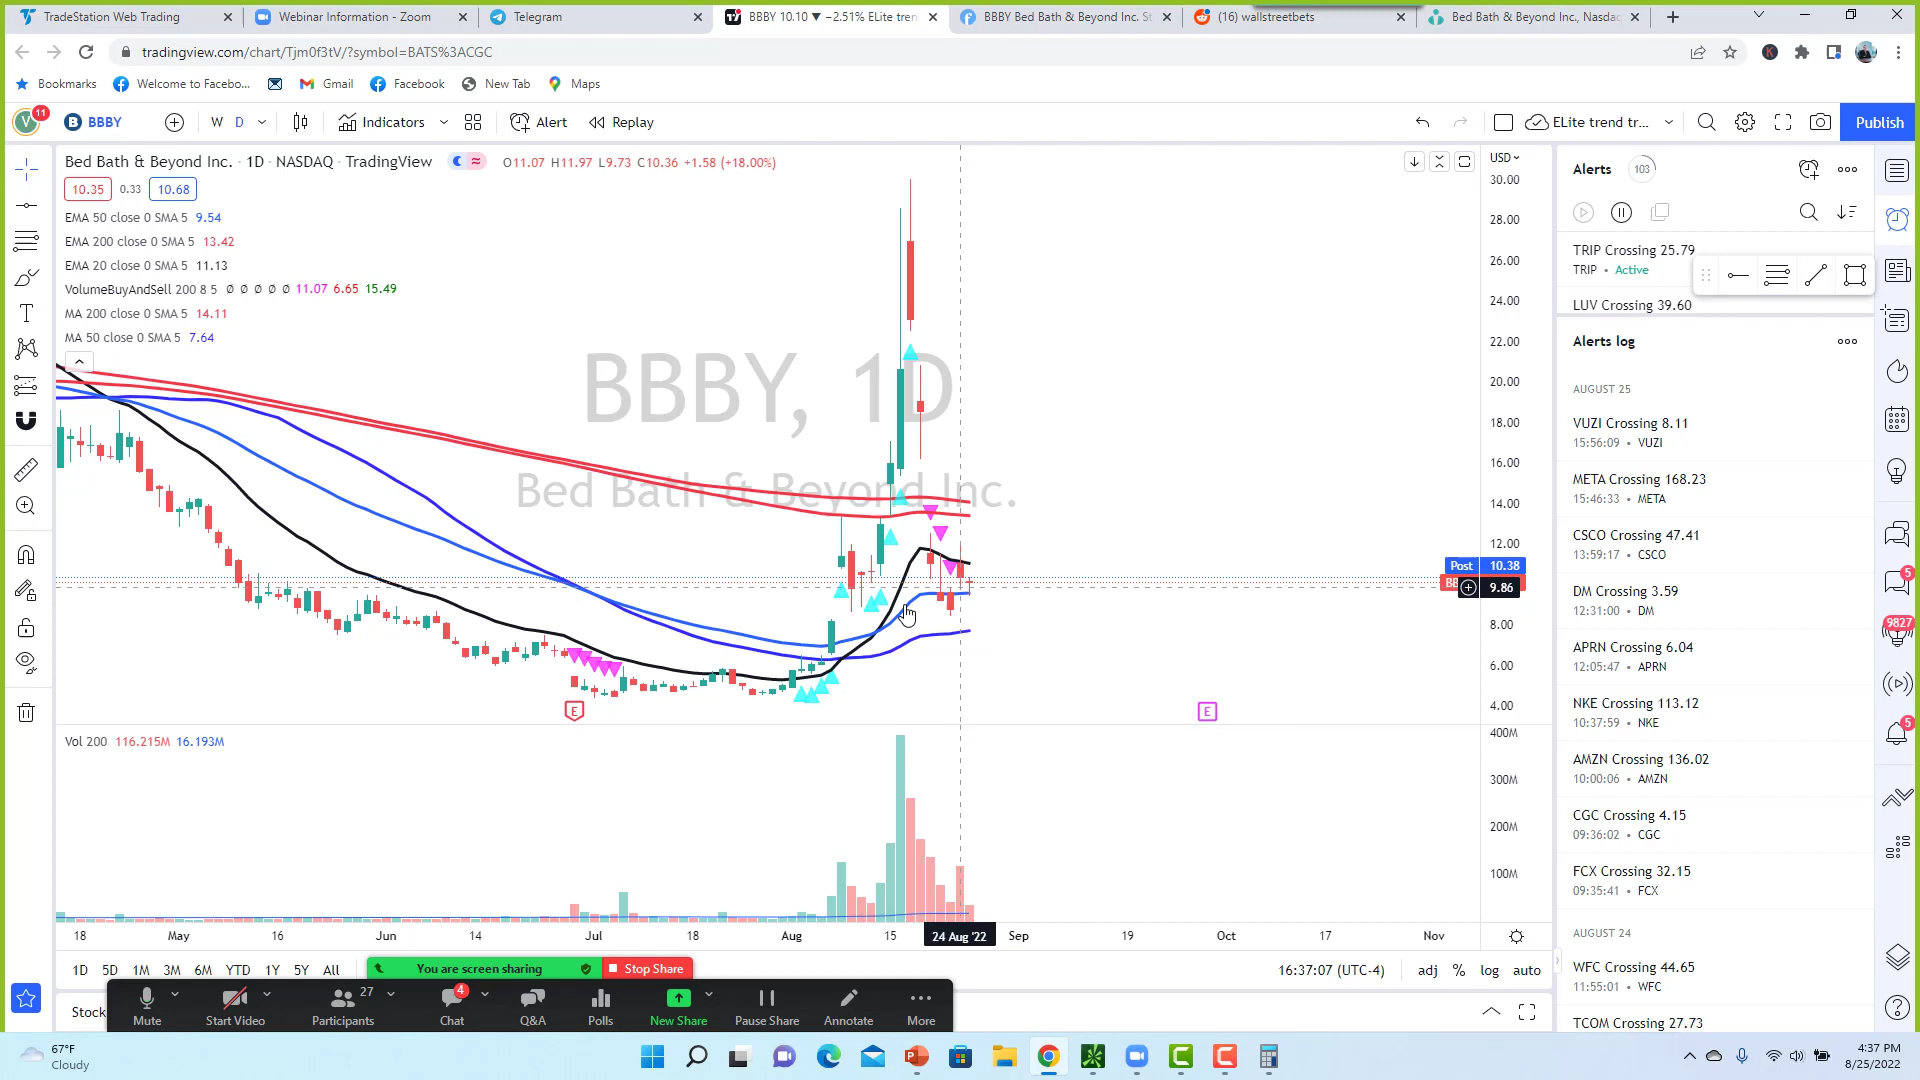 TradeStation Web Trading
Webinar Information - Zoom
Telegram
BBBY 10.10 ▼ −2.51% ELite tren
BBBY Bed Bath & Beyond Inc. St
(16) wallstreetbets
Bed Bath & Beyond Inc., Nasdaq
tradingview.com/chart/Tjm0f3tV/?symbol=BATS%3ACGC
Bookmarks
Welcome to Facebo...
Gmail
Facebook
New Tab
Maps
V 11
B BBBY
W D
Indicators
Alert
Replay
ELite trend tr...
Publish
Bed Bath & Beyond Inc. · 1D · NASDAQ · TradingView
O11.07 H11.97 L9.73 C10.36 +1.58 (+18.00%)
10.35 0.33 10.68
EMA 50 close 0 SMA 5 9.54
EMA 200 close 0 SMA 5 13.42
EMA 20 close 0 SMA 5 11.13
VolumeBuyAndSell 200 8 5 Ø Ø Ø Ø Ø 11.07 6.65 15.49
MA 200 close 0 SMA 5 14.11
MA 50 close 0 SMA 5 7.64
BBBY, 1D
Bed Bath & Beyond Inc.
USD
30.00
28.00
26.00
24.00
22.00
20.00
18.00
16.00
14.00
12.00
Post 10.38
9.86
8.00
6.00
4.00
E
E
Vol 200 116.215M 16.193M
400M
300M
200M
100M
18 May 16 Jun 14 Jul 18 Aug 15 24 Aug '22 Sep 19 Oct 17 Nov
1D 5D 1M 3M 6M YTD 1Y 5Y All
You are screen sharing
Stop Share
16:37:07 (UTC-4)
adj % log auto
Stock
Mute
Start Video
27
Participants
4
Chat
Q&A
Polls
New Share
Pause Share
Annotate
More
Alerts 103
TRIP Crossing 25.79
TRIP • Active
LUV Crossing 39.60
Alerts log
AUGUST 25
VUZI Crossing 8.11
15:56:09 • VUZI
META Crossing 168.23
15:46:33 • META
CSCO Crossing 47.41
13:59:17 • CSCO
DM Crossing 3.59
12:31:00 • DM
APRN Crossing 6.04
12:05:47 • APRN
NKE Crossing 113.12
10:37:59 • NKE
AMZN Crossing 136.02
10:00:06 • AMZN
CGC Crossing 4.15
09:36:02 • CGC
FCX Crossing 32.15
09:35:41 • FCX
AUGUST 24
WFC Crossing 44.65
11:55:01 • WFC
TCOM Crossing 27.73
5
9827
5
67°F
Cloudy
4:37 PM
8/25/2022